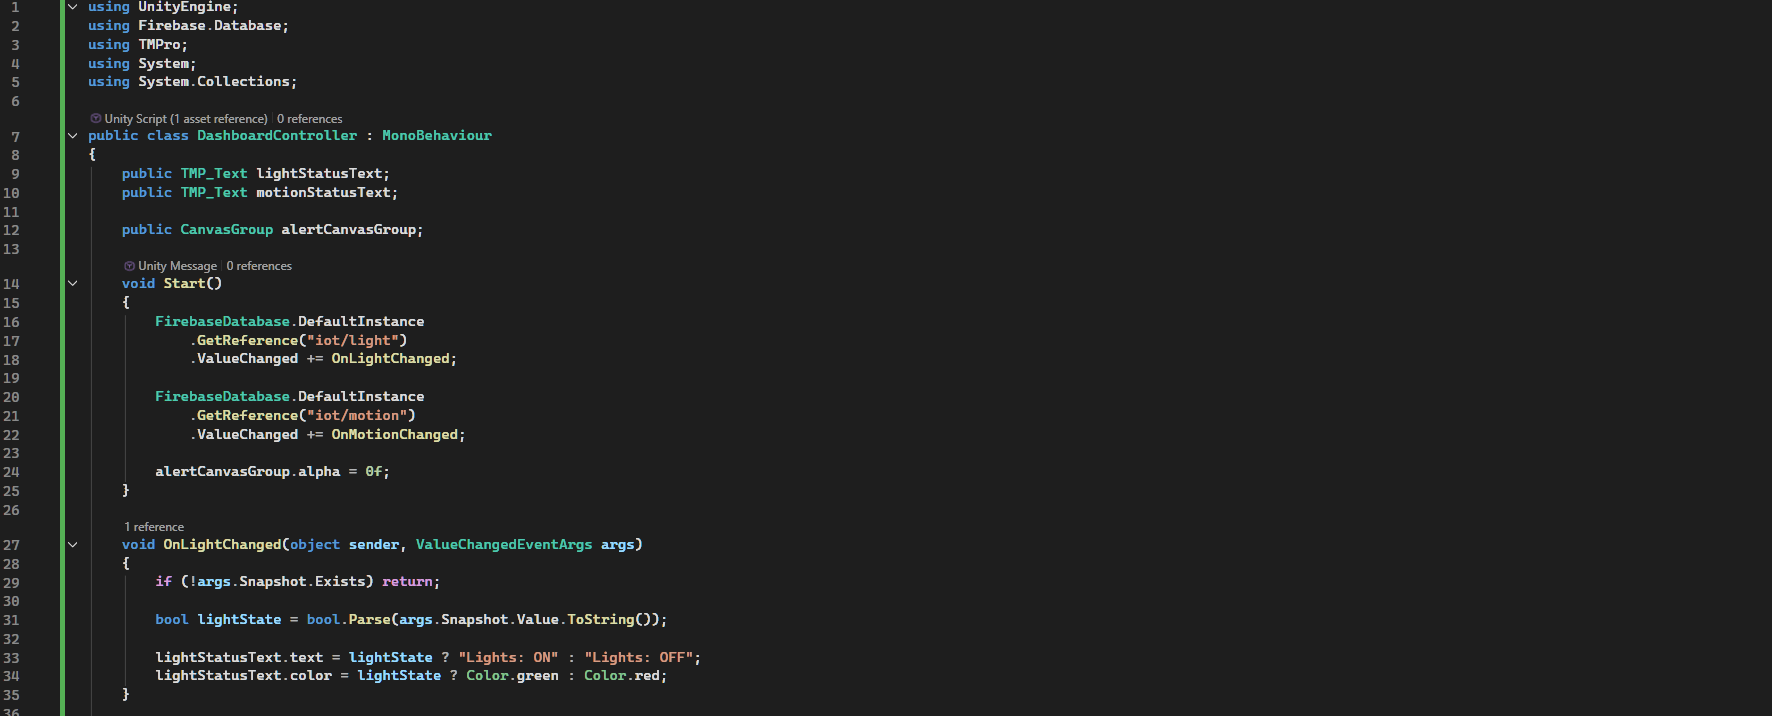 1 using UnityEngine;
2 using Firebase.Database;
3 using TMPro;
4 using System;
5 using System.Collections;
6
Unity Script (1 asset reference) | 0 references
7 public class DashboardController : MonoBehaviour
8 {
9 public TMP_Text lightStatusText;
10 public TMP_Text motionStatusText;
11
12 public CanvasGroup alertCanvasGroup;
13
Unity Message | 0 references
14 void Start()
15 {
16 FirebaseDatabase.DefaultInstance
17 .GetReference("iot/light")
18 .ValueChanged += OnLightChanged;
19
20 FirebaseDatabase.DefaultInstance
21 .GetReference("iot/motion")
22 .ValueChanged += OnMotionChanged;
23
24 alertCanvasGroup.alpha = 0f;
25 }
26
1 reference
27 void OnLightChanged(object sender, ValueChangedEventArgs args)
28 {
29 if (!args.Snapshot.Exists) return;
30
31 bool lightState = bool.Parse(args.Snapshot.Value.ToString());
32
33 lightStatusText.text = lightState ? "Lights: ON" : "Lights: OFF";
34 lightStatusText.color = lightState ? Color.green : Color.red;
35 }
36